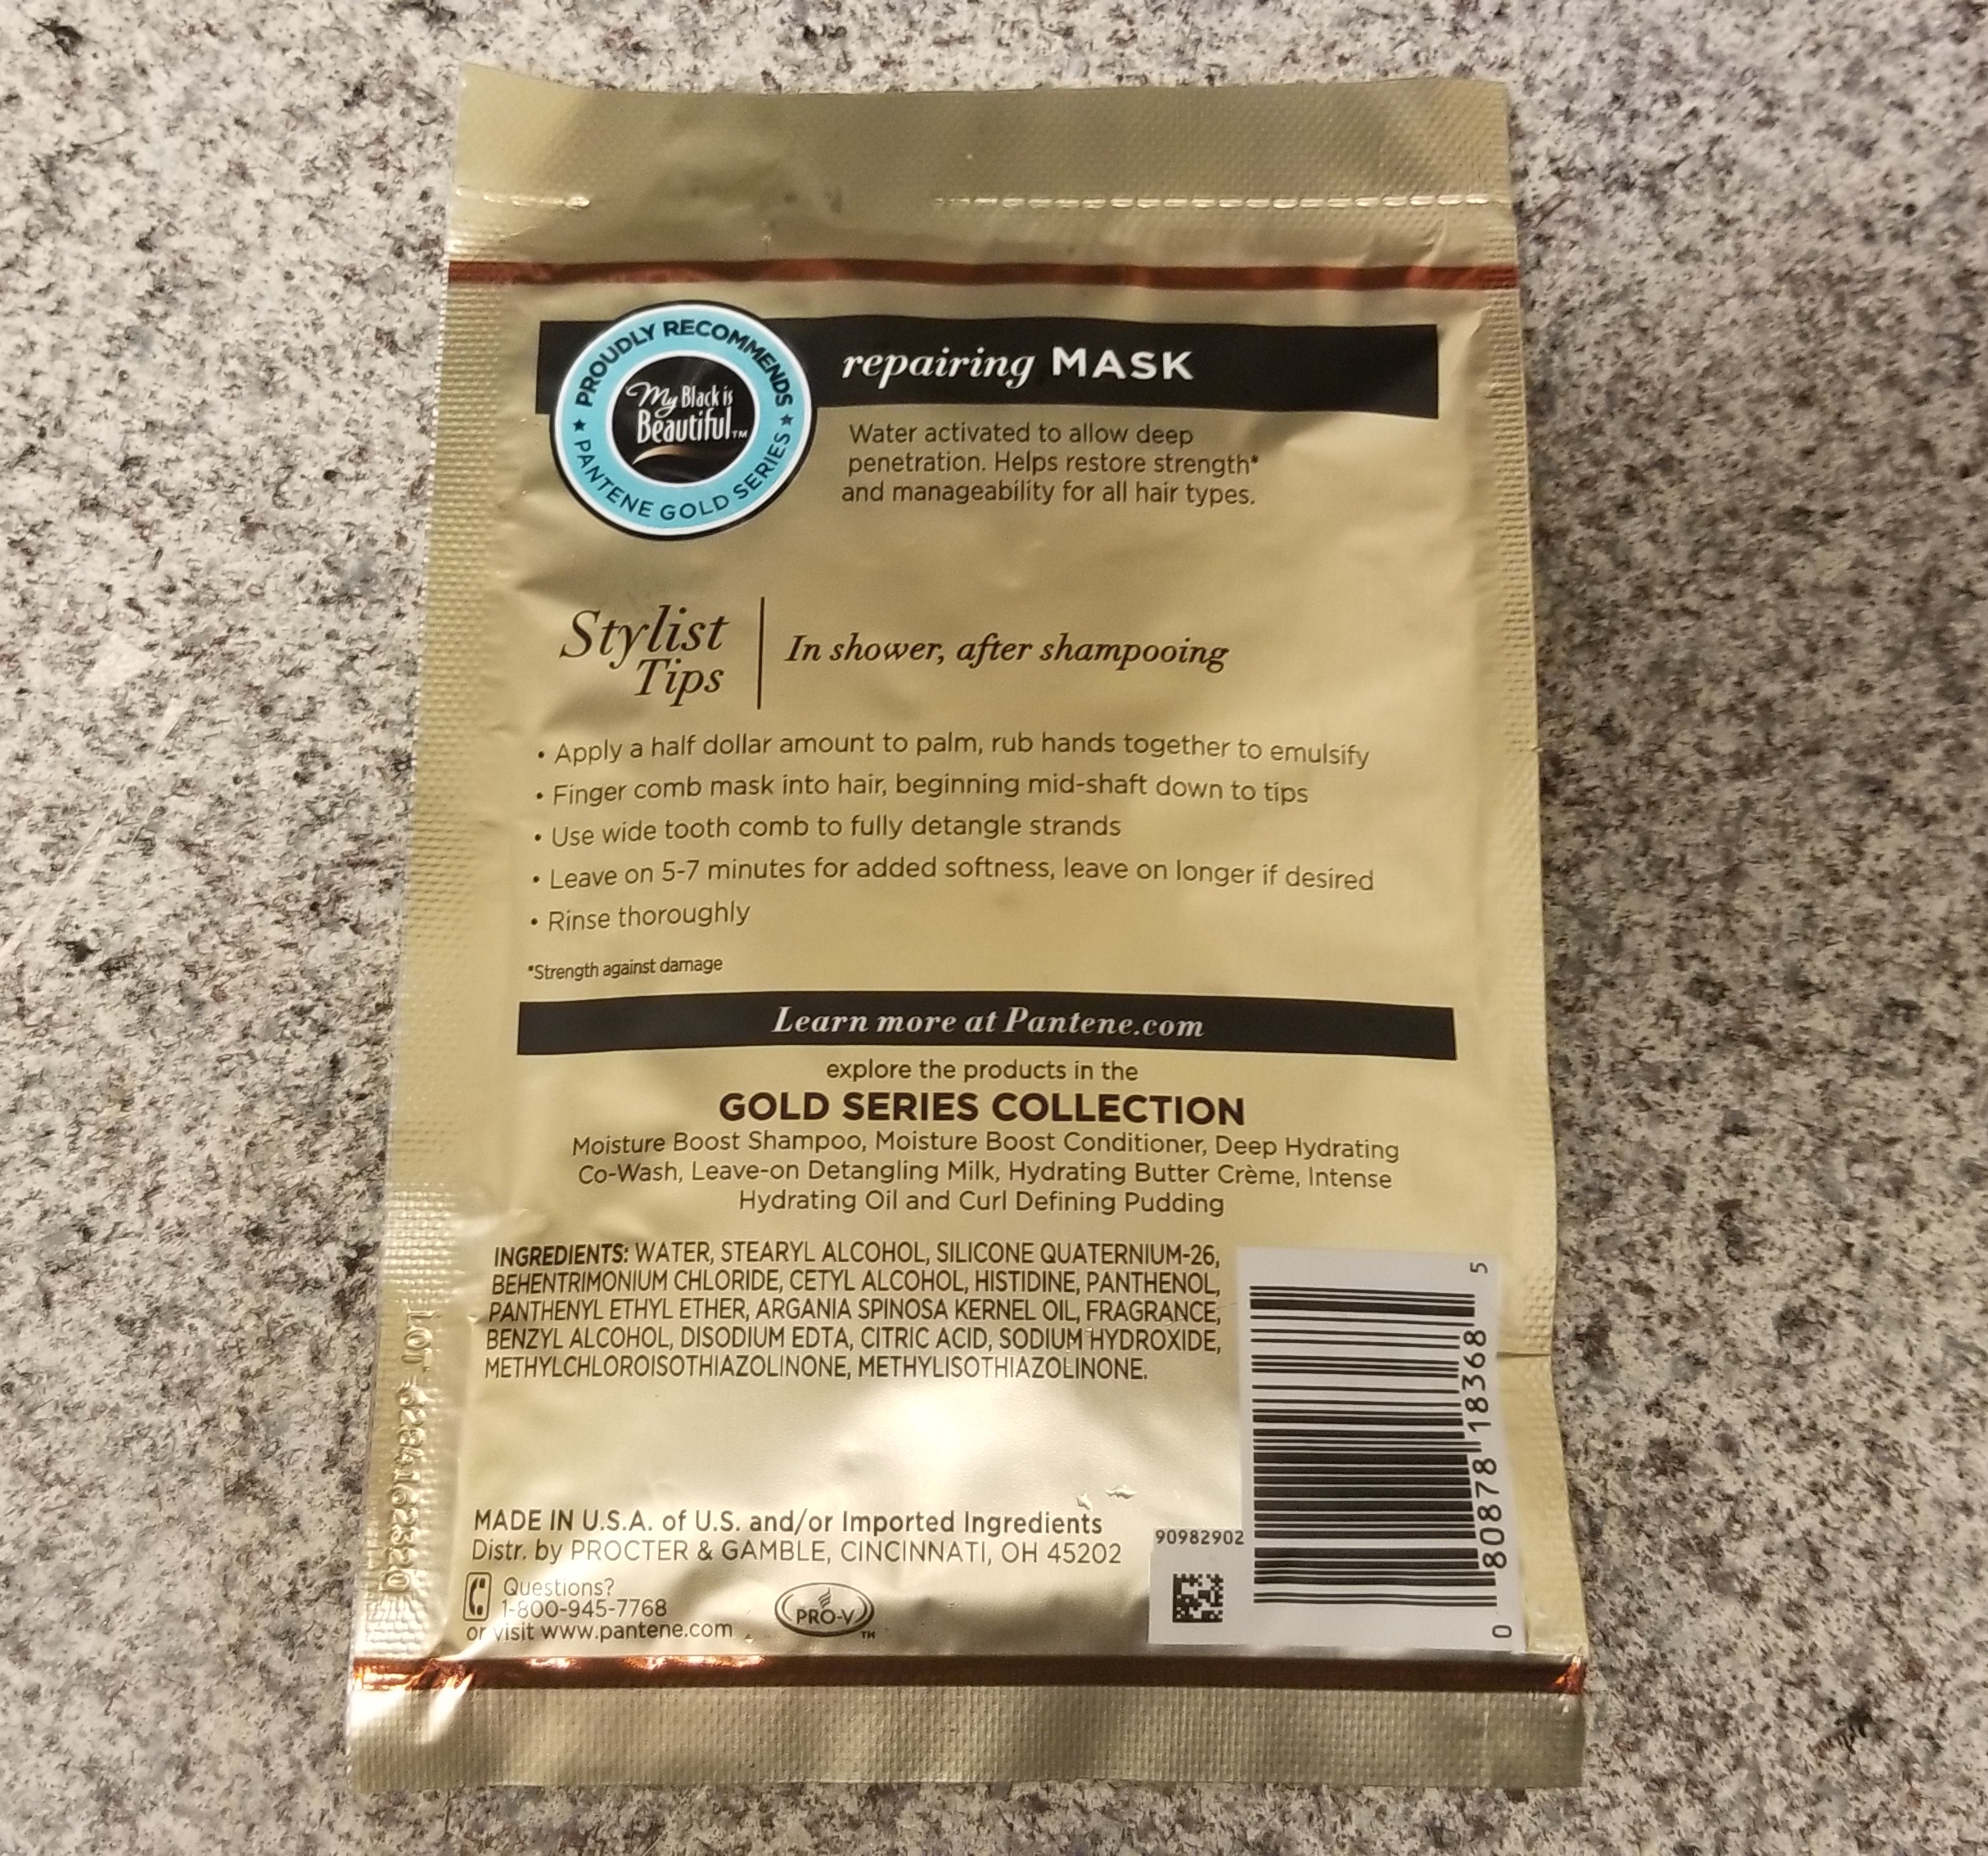 PROUDLY RECOMMENDS
My Black is
Beautiful™
★ PANTENE GOLD SERIES ★
repairing MASK
Water activated to allow deep
penetration. Helps restore strength*
and manageability for all hair types.
Stylist
Tips
In shower, after shampooing
• Apply a half dollar amount to palm, rub hands together to emulsify
• Finger comb mask into hair, beginning mid-shaft down to tips
• Use wide tooth comb to fully detangle strands
• Leave on 5-7 minutes for added softness, leave on longer if desired
• Rinse thoroughly
*Strength against damage
Learn more at Pantene.com
explore the products in the
GOLD SERIES COLLECTION
Moisture Boost Shampoo, Moisture Boost Conditioner, Deep Hydrating
Co-Wash, Leave-on Detangling Milk, Hydrating Butter Crème, Intense
Hydrating Oil and Curl Defining Pudding
INGREDIENTS: WATER, STEARYL ALCOHOL, SILICONE QUATERNIUM-26,
BEHENTRIMONIUM CHLORIDE, CETYL ALCOHOL, HISTIDINE, PANTHENOL,
PANTHENYL ETHYL ETHER, ARGANIA SPINOSA KERNEL OIL, FRAGRANCE,
BENZYL ALCOHOL, DISODIUM EDTA, CITRIC ACID, SODIUM HYDROXIDE,
METHYLCHLOROISOTHIAZOLINONE, METHYLISOTHIAZOLINONE.
MADE IN U.S.A. of U.S. and/or Imported Ingredients
Distr. by PROCTER & GAMBLE, CINCINNATI, OH 45202
Questions?
1-800-945-7768
or visit www.pantene.com
PRO-V™
90982902
0 80878 18368 5
LOT